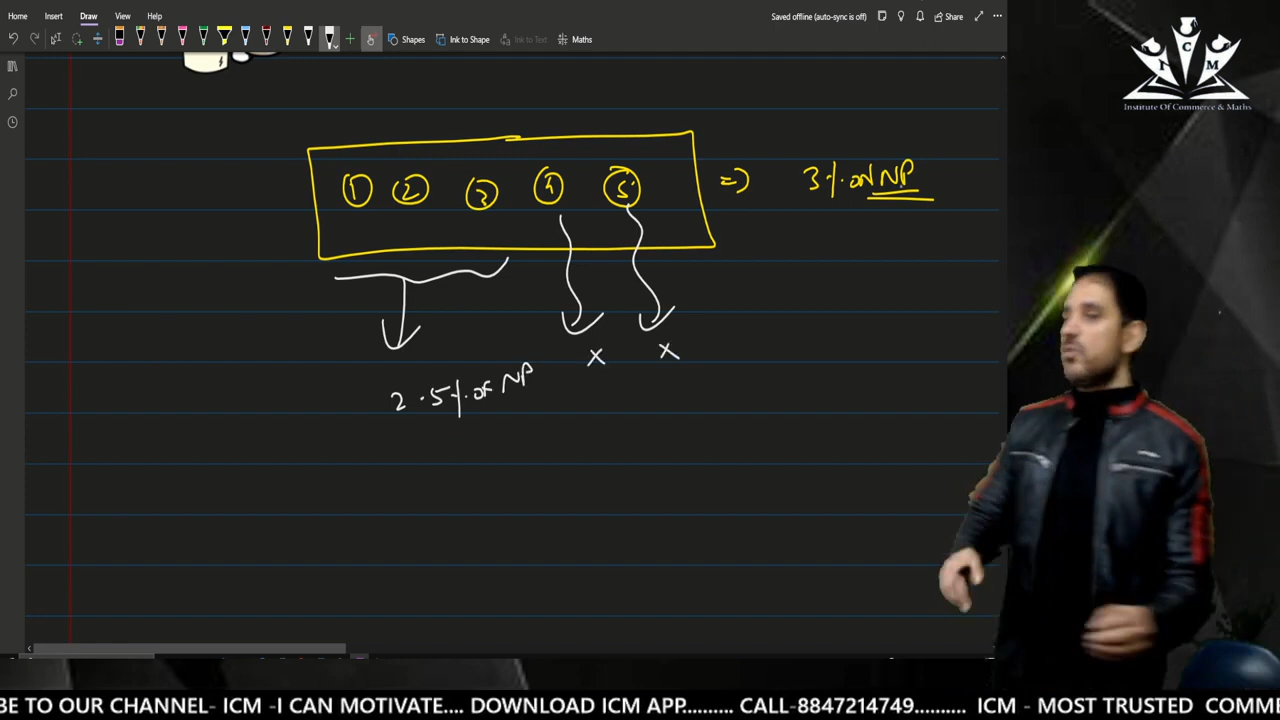 Home Insert Draw View Help
Saved offline (auto-sync is off) Share
Shapes Ink to Shape Ink to Text Maths
1 2 3 4 5 => 3% on NP
2.5% of NP x x
I C M
Institute Of Commerce & Maths
BE TO OUR CHANNEL- ICM -I CAN MOTIVATE.... DOWNLOAD ICM APP......... CALL-8847214749.......... ICM - MOST TRUSTED COMME